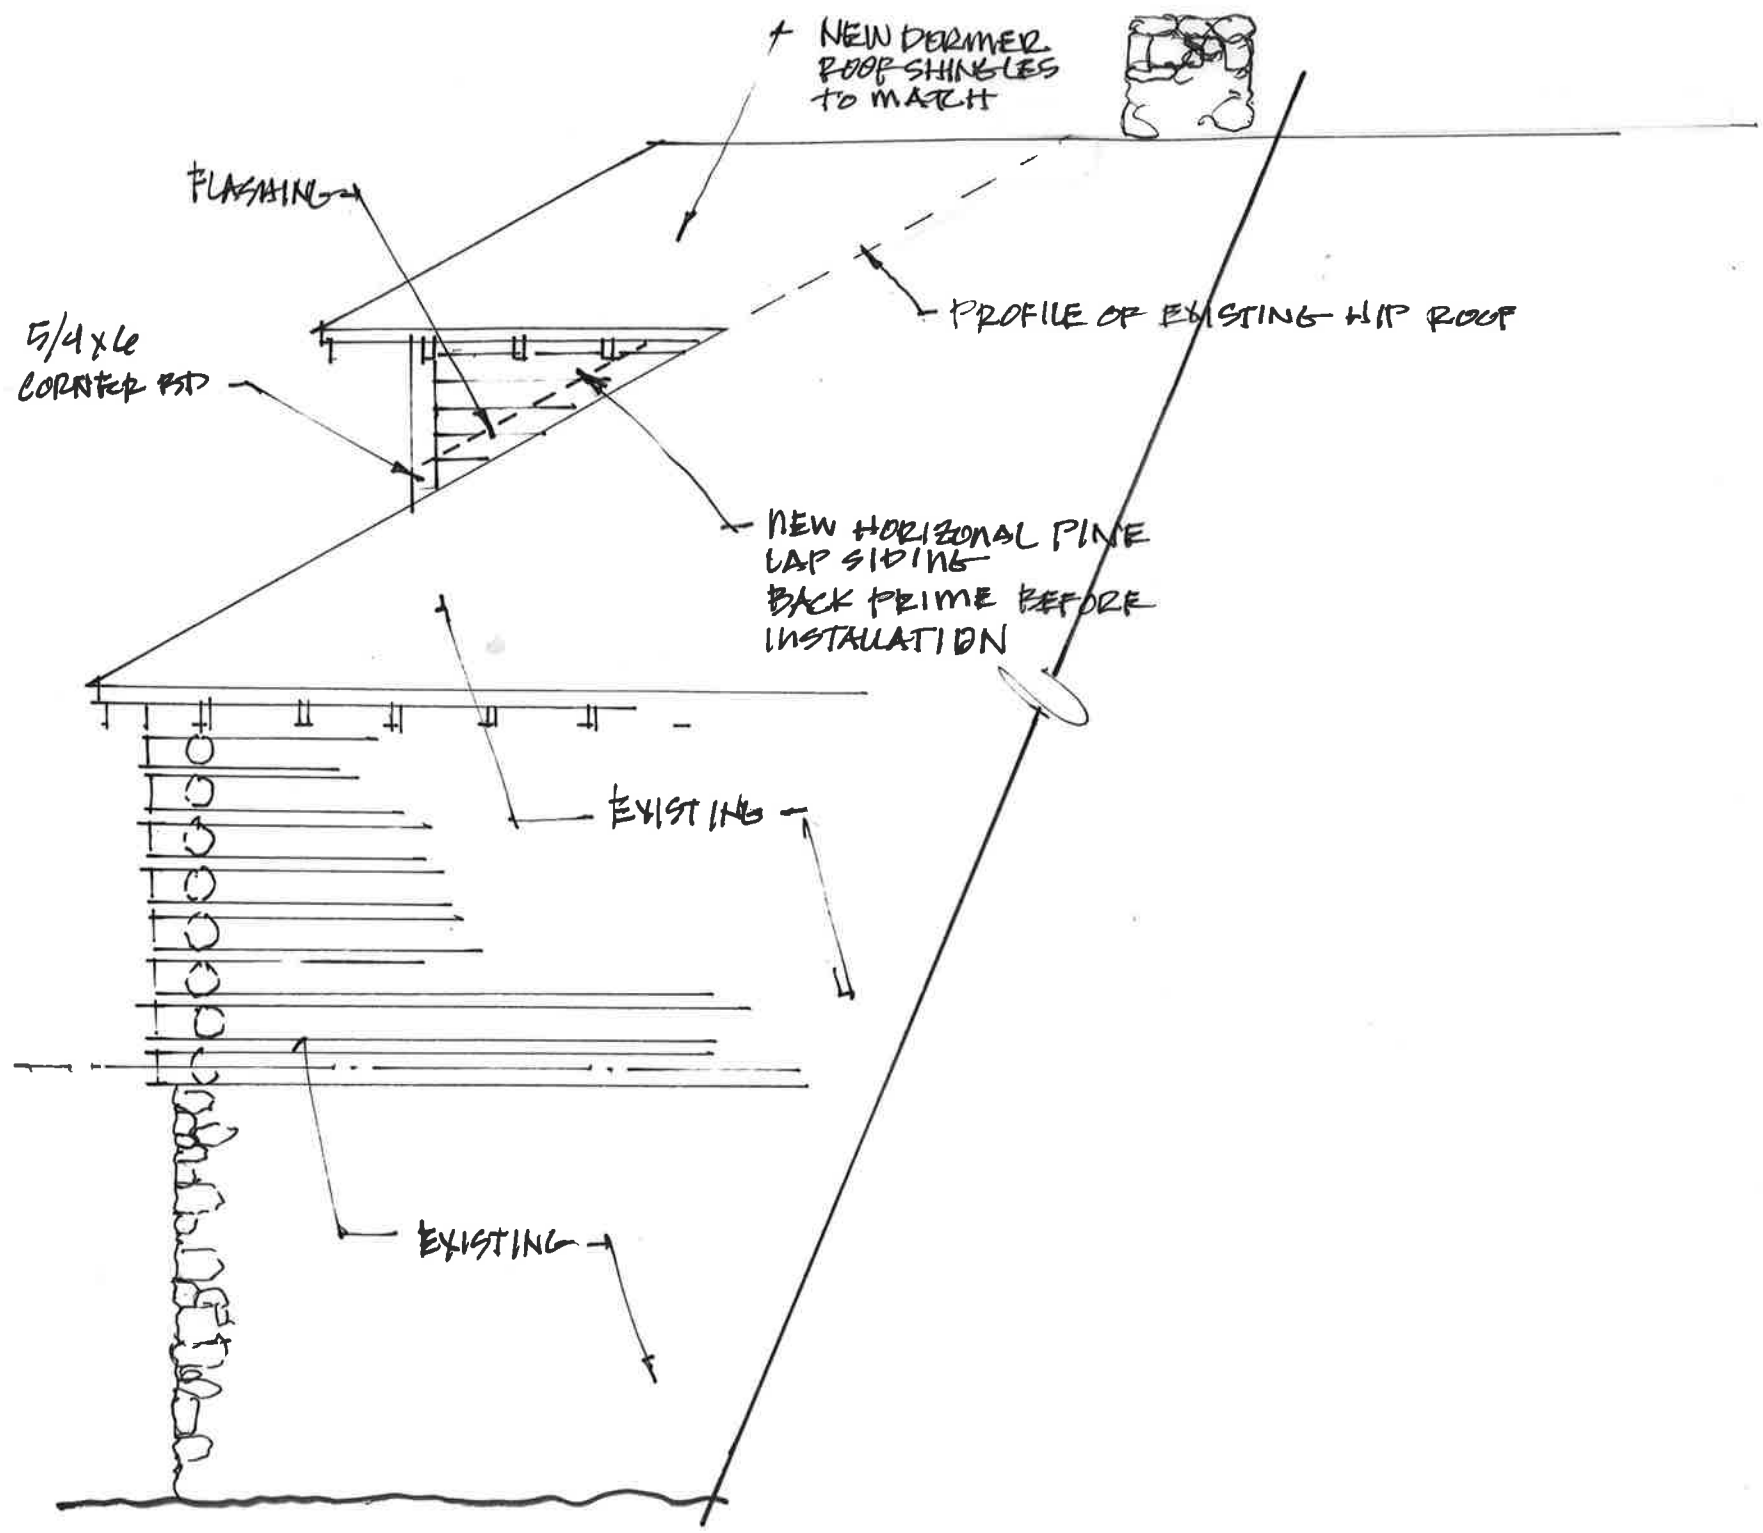 NEW DORMER
ROOF SHINGLES
TO MATCH
FLASHING
PROFILE OF EXISTING HIP ROOF
5/4 x 6
CORNER BD
NEW HORIZONAL PINE
LAP SIDING
BACK PRIME BEFORE
INSTALLATION
EXISTING
EXISTING